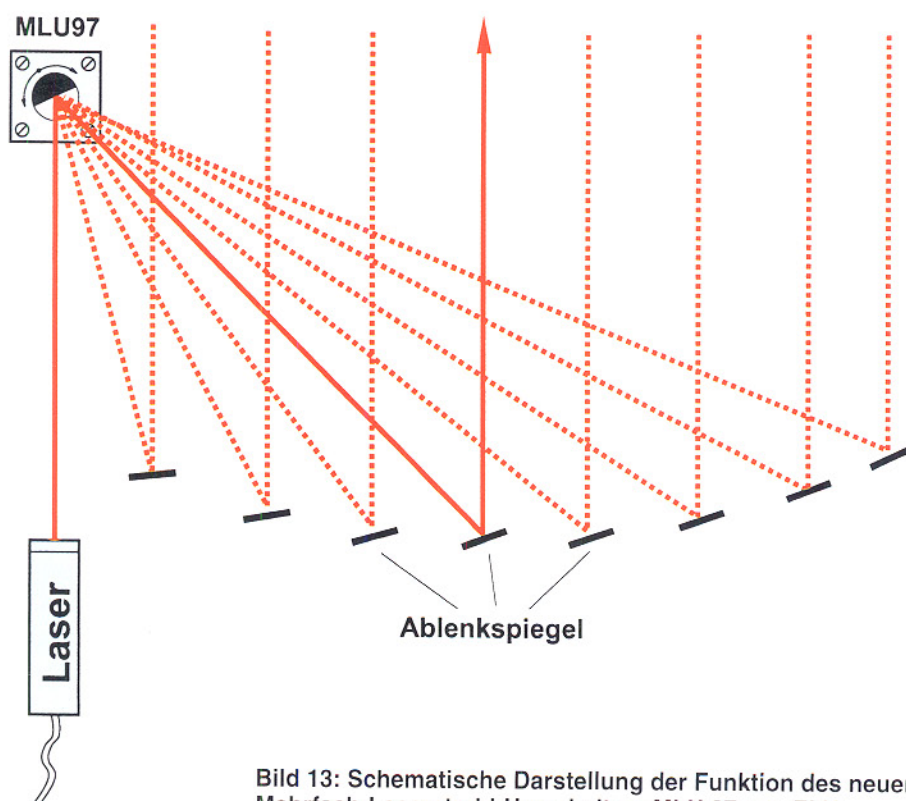 MLU97
Laser
Ablenkspiegel
Bild 13: Schematische Darstellung der Funktion des neuen